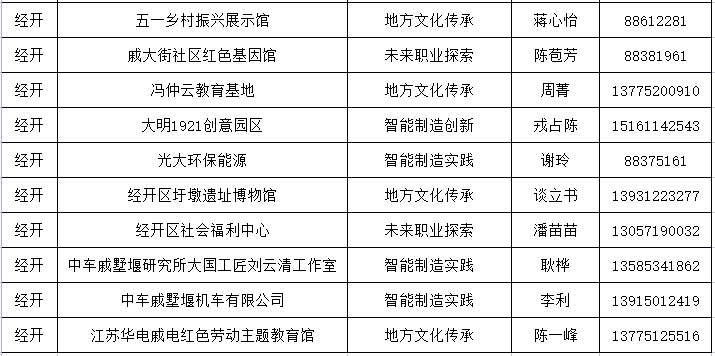 经开 五一乡村振兴展示馆 地方文化传承 蒋心怡 88612281
经开 戚大街社区红色基因馆 未来职业探索 陈苞芳 88381961
经开 冯仲云教育基地 地方文化传承 周菁 13775200910
经开 大明1921创意园区 智能制造创新 戎占陈 15161142543
经开 光大环保能源 智能制造实践 谢玲 88375161
经开 经开区圩墩遗址博物馆 地方文化传承 谈立书 13931223277
经开 经开区社会福利中心 未来职业探索 潘苗苗 13057190032
经开 中车戚墅堰研究所大国工匠刘云清工作室 智能制造实践 耿桦 13585341862
经开 中车戚墅堰机车有限公司 智能制造实践 李利 13915012419
经开 江苏华电戚电红色劳动主题教育馆 地方文化传承 陈一峰 13775125516